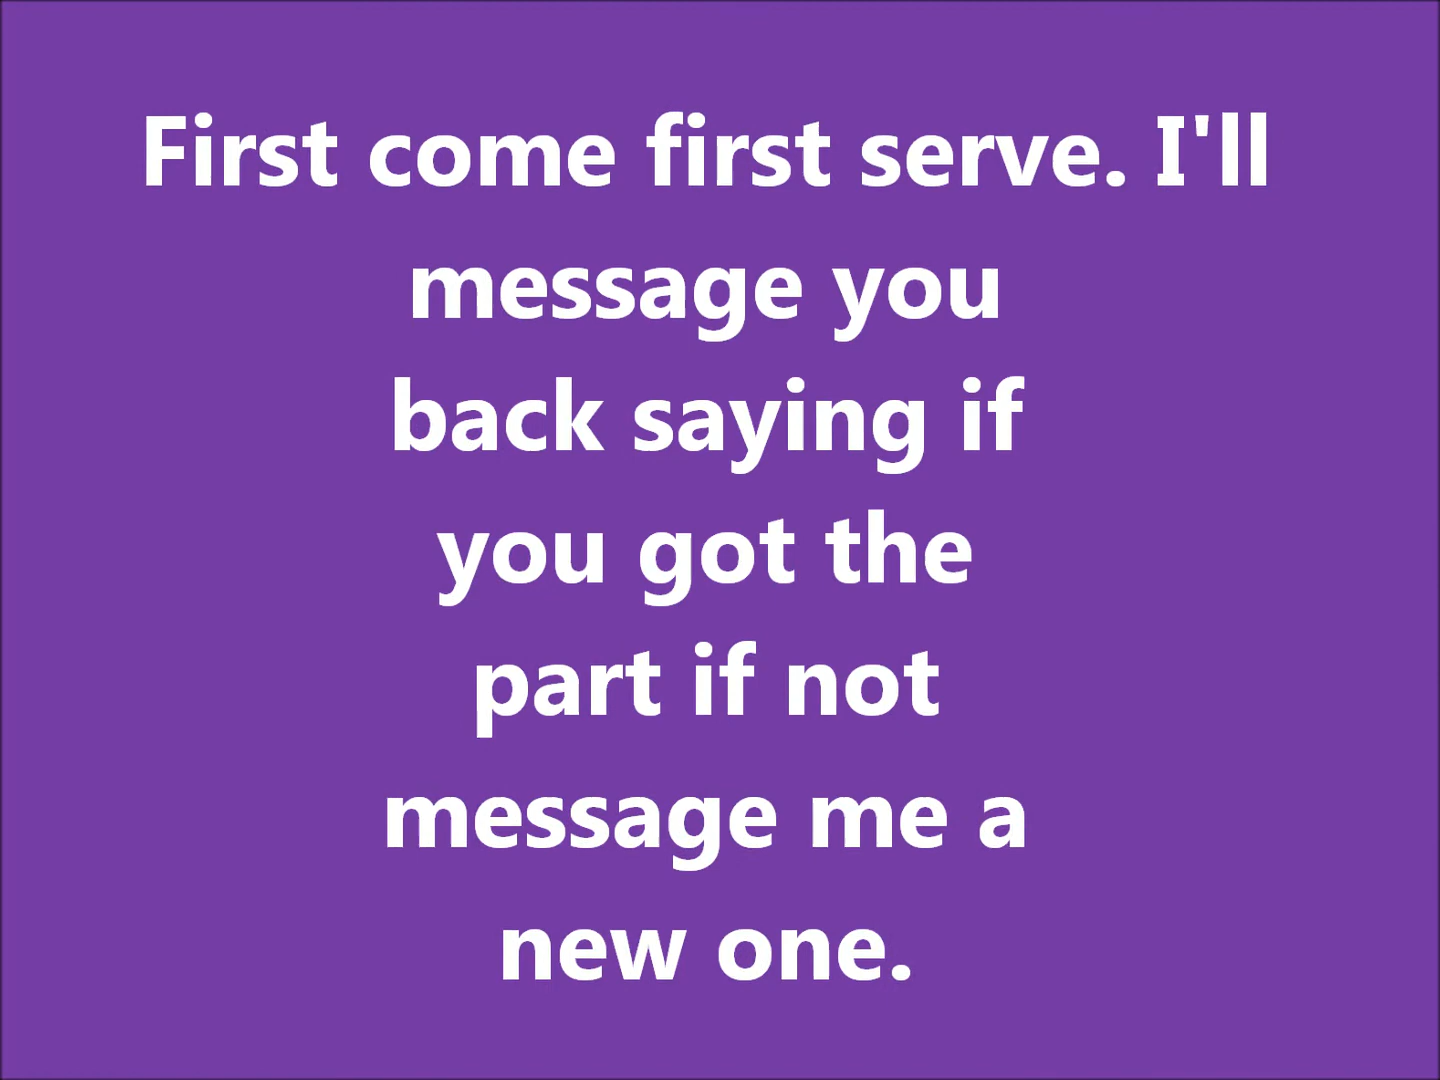 First come first serve. I'll
message you
back saying if
you got the
part if not
message me a
new one.